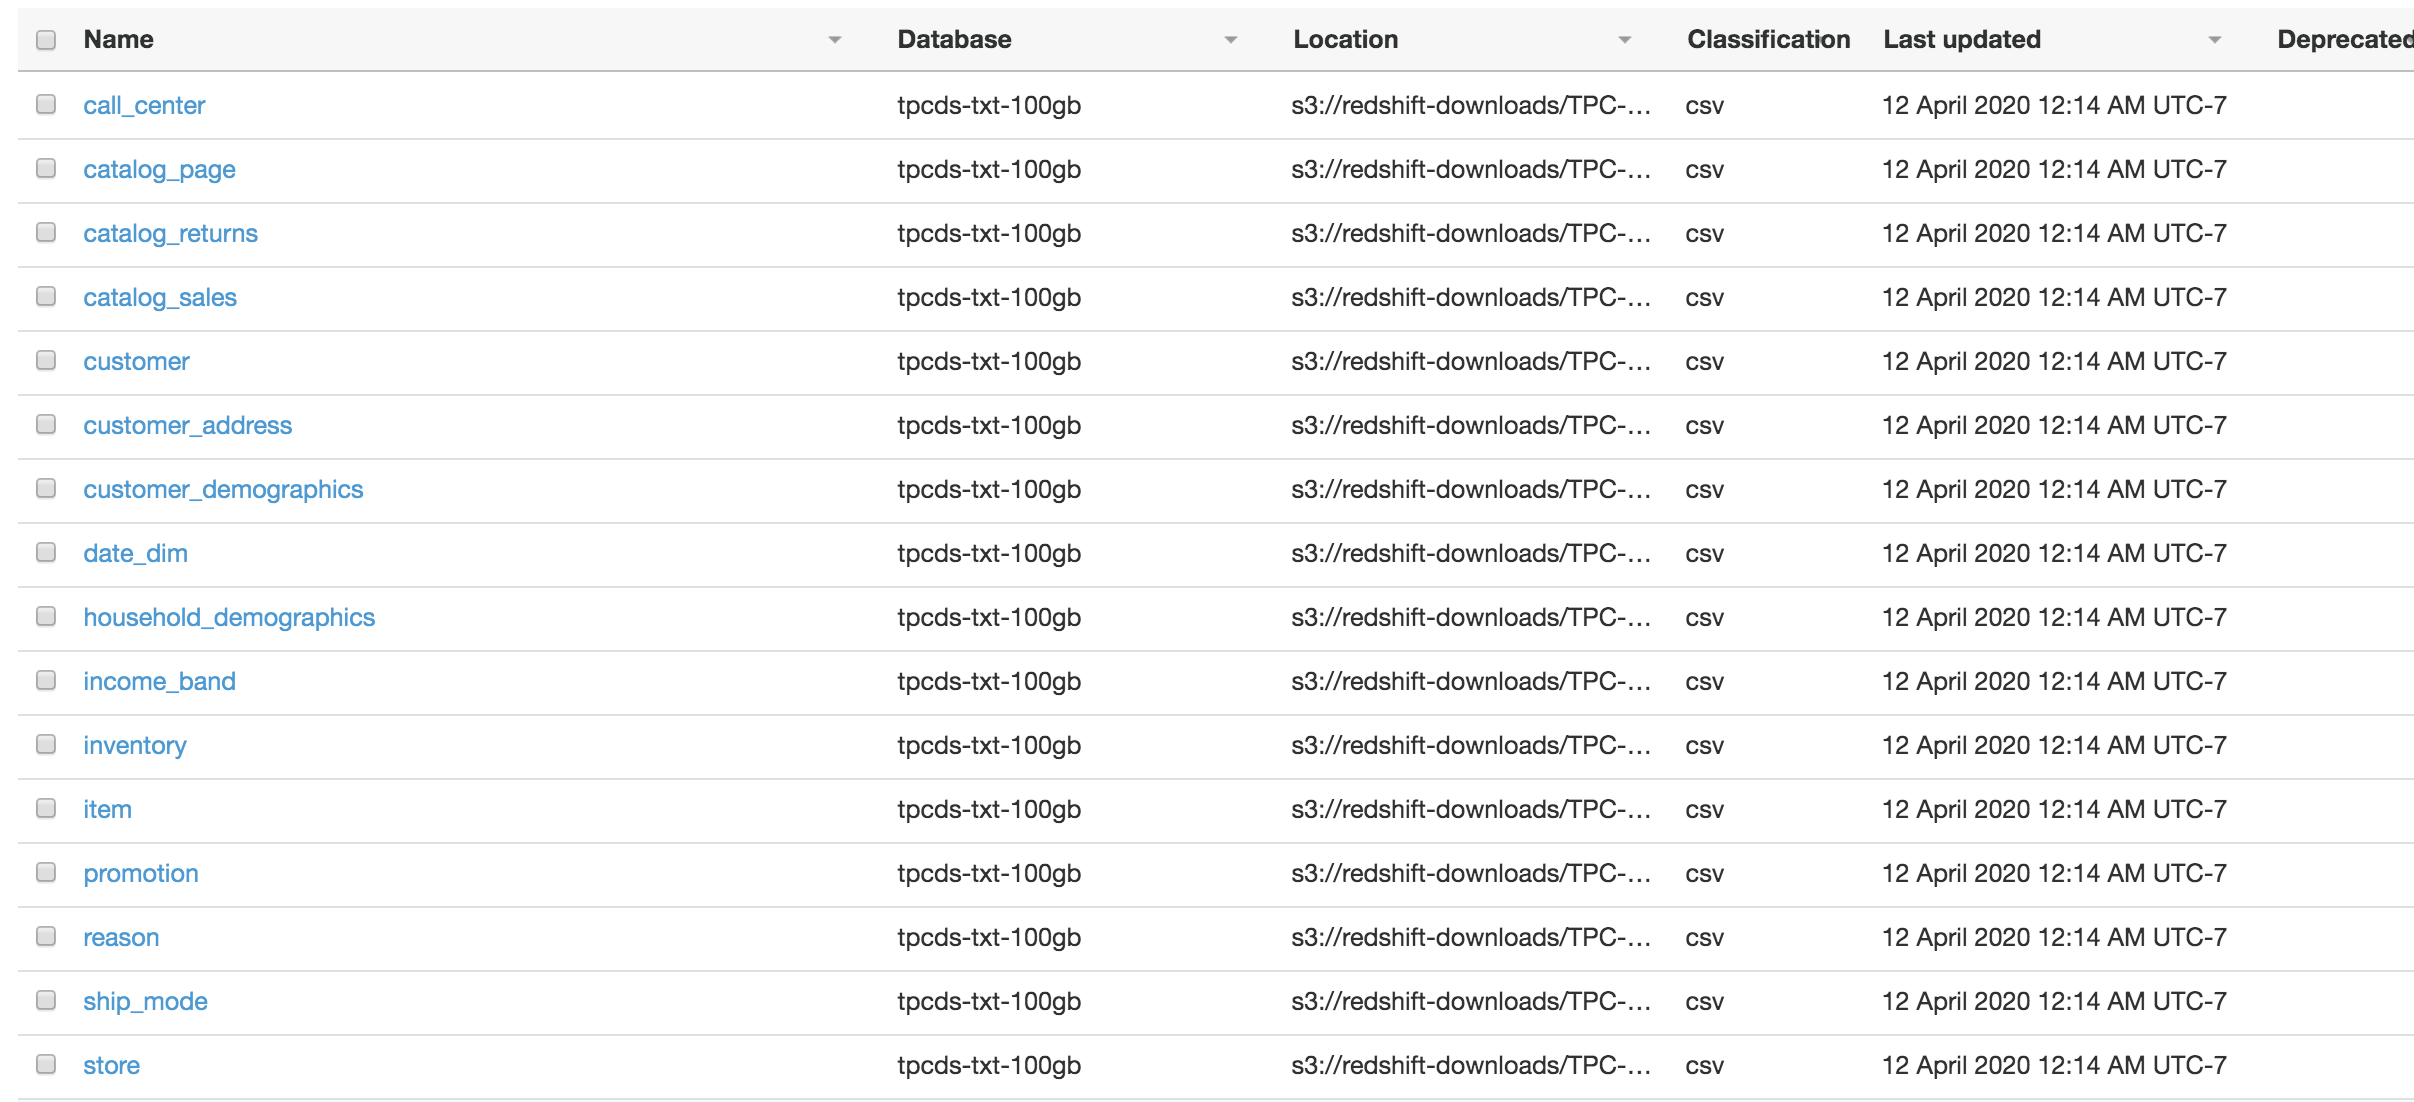 Name Database Location Classification Last updated Deprecated
call_center tpcds-txt-100gb s3://redshift-downloads/TPC-... csv 12 April 2020 12:14 AM UTC-7
catalog_page tpcds-txt-100gb s3://redshift-downloads/TPC-... csv 12 April 2020 12:14 AM UTC-7
catalog_returns tpcds-txt-100gb s3://redshift-downloads/TPC-... csv 12 April 2020 12:14 AM UTC-7
catalog_sales tpcds-txt-100gb s3://redshift-downloads/TPC-... csv 12 April 2020 12:14 AM UTC-7
customer tpcds-txt-100gb s3://redshift-downloads/TPC-... csv 12 April 2020 12:14 AM UTC-7
customer_address tpcds-txt-100gb s3://redshift-downloads/TPC-... csv 12 April 2020 12:14 AM UTC-7
customer_demographics tpcds-txt-100gb s3://redshift-downloads/TPC-... csv 12 April 2020 12:14 AM UTC-7
date_dim tpcds-txt-100gb s3://redshift-downloads/TPC-... csv 12 April 2020 12:14 AM UTC-7
household_demographics tpcds-txt-100gb s3://redshift-downloads/TPC-... csv 12 April 2020 12:14 AM UTC-7
income_band tpcds-txt-100gb s3://redshift-downloads/TPC-... csv 12 April 2020 12:14 AM UTC-7
inventory tpcds-txt-100gb s3://redshift-downloads/TPC-... csv 12 April 2020 12:14 AM UTC-7
item tpcds-txt-100gb s3://redshift-downloads/TPC-... csv 12 April 2020 12:14 AM UTC-7
promotion tpcds-txt-100gb s3://redshift-downloads/TPC-... csv 12 April 2020 12:14 AM UTC-7
reason tpcds-txt-100gb s3://redshift-downloads/TPC-... csv 12 April 2020 12:14 AM UTC-7
ship_mode tpcds-txt-100gb s3://redshift-downloads/TPC-... csv 12 April 2020 12:14 AM UTC-7
store tpcds-txt-100gb s3://redshift-downloads/TPC-... csv 12 April 2020 12:14 AM UTC-7